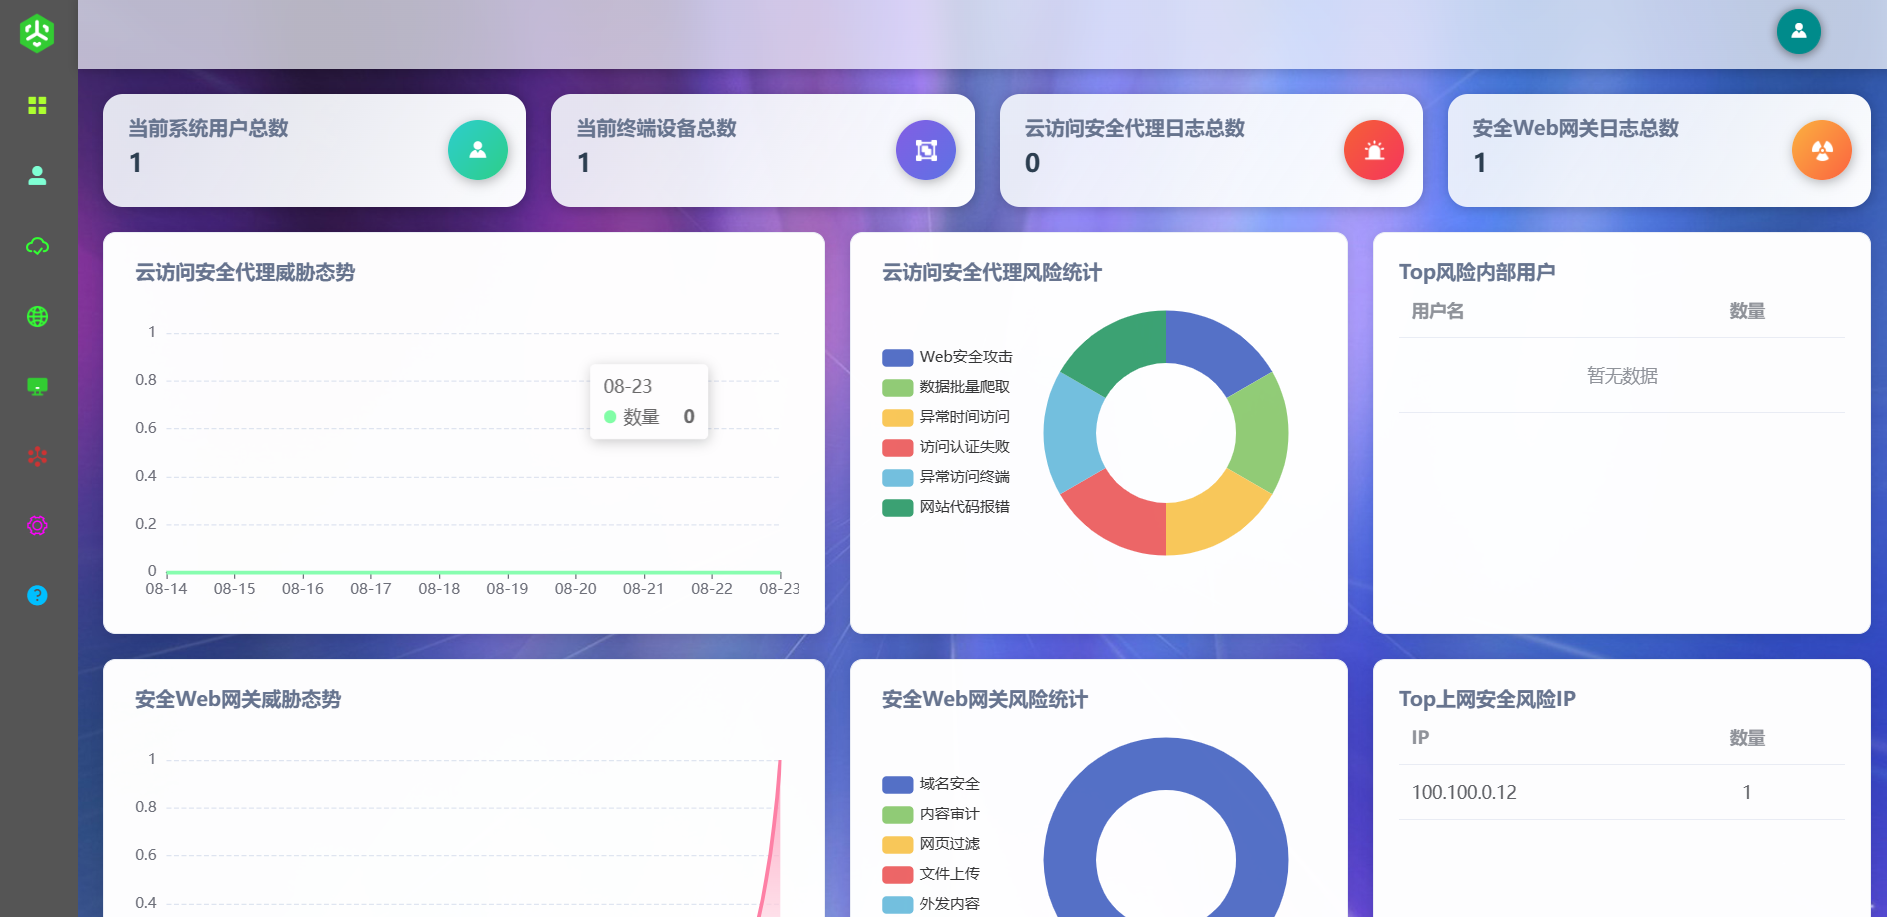 当前系统用户总数
1
当前终端设备总数
1
云访问安全代理日志总数
0
安全Web网关日志总数
1
云访问安全代理威胁态势
1
0.8
0.6
0.4
0.2
0
08-14 08-15 08-16 08-17 08-18 08-19 08-20 08-21 08-22 08-23
08-23
数量 0
云访问安全代理风险统计
Web安全攻击
数据批量爬取
异常时间访问
访问认证失败
异常访问终端
网站代码报错
Top风险内部用户
用户名 数量
暂无数据
安全Web网关威胁态势
1
0.8
0.6
0.4
安全Web网关风险统计
域名安全
内容审计
网页过滤
文件上传
外发内容
Top上网安全风险IP
IP 数量
100.100.0.12 1